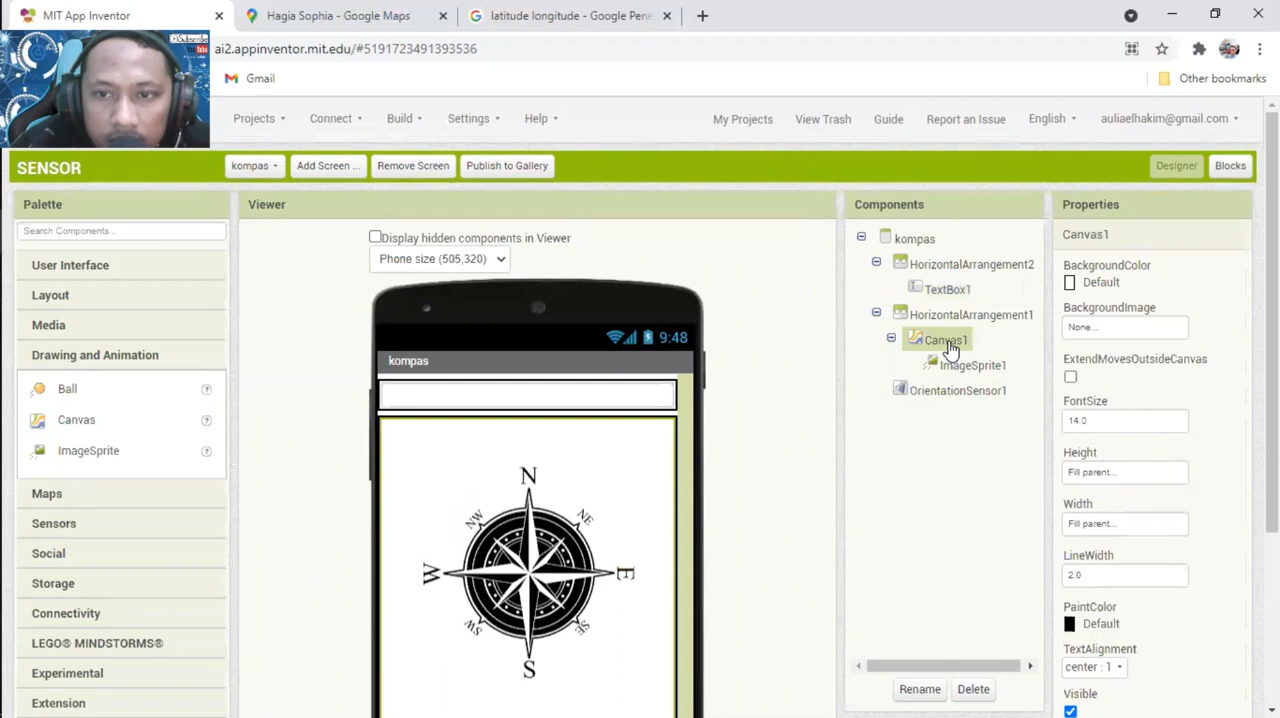 MIT App Inventor
Hagia Sophia - Google Maps
latitude longitude - Google Pene
Subscribe
ai2.appinventor.mit.edu/#5191723491393536
Gmail
Other bookmarks
Projects
Connect
Build
Settings
Help
My Projects
View Trash
Guide
Report an Issue
English
auliaelhakim@gmail.com
SENSOR
kompas
Add Screen ...
Remove Screen
Publish to Gallery
Designer
Blocks
Palette
Search Components...
User Interface
Layout
Media
Drawing and Animation
Ball
Canvas
ImageSprite
Maps
Sensors
Social
Storage
Connectivity
LEGO® MINDSTORMS®
Experimental
Extension
Viewer
Display hidden components in Viewer
Phone size (505,320)
9:48
kompas
N
NW
NE
W
E
SW
SE
S
Components
kompas
HorizontalArrangement2
TextBox1
HorizontalArrangement1
Canvas1
ImageSprite1
OrientationSensor1
Rename
Delete
Properties
Canvas1
BackgroundColor
Default
BackgroundImage
None...
ExtendMovesOutsideCanvas
FontSize
14.0
Height
Fill parent...
Width
Fill parent...
LineWidth
2.0
PaintColor
Default
TextAlignment
center : 1
Visible